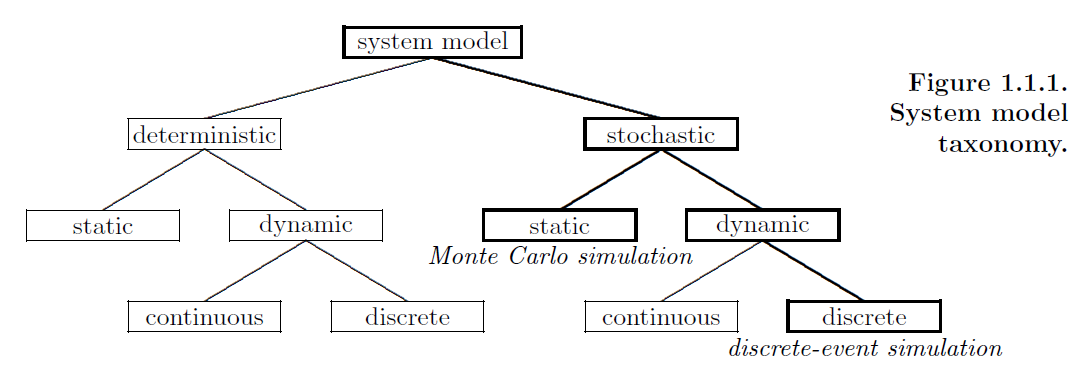 system model
Figure 1.1.1.
System model
taxonomy.
deterministic
stochastic
static
dynamic
static
dynamic
Monte Carlo simulation
continuous
discrete
continuous
discrete
discrete-event simulation